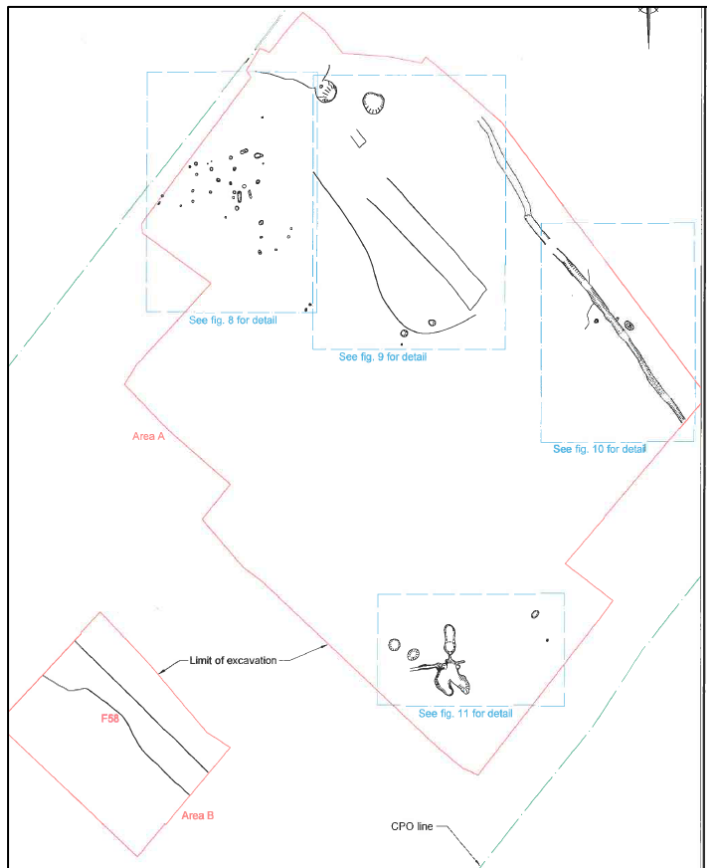 See fig. 8 for detail
See fig. 9 for detail
Area A
See fig. 10 for detail
Limit of excavation
F58
See fig. 11 for detail
Area B
CPO line